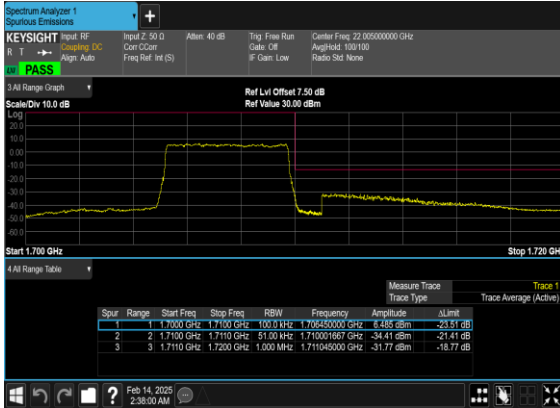 Spectrum Analyzer 1
Spurious Emissions
+
KEYSIGHT Input: RF Input Z: 50 Ω Atten: 40 dB Trig: Free Run Center Freq: 22.005000000 GHz
R T Coupling: DC Corr CCorr Gate: Off Avg|Hold: 100/100
Align: Auto Freq Ref: Int (S) IF Gain: Low Radio Std: None
PASS
3 All Range Graph
Ref Lvl Offset 7.50 dB
Scale/Div 10.0 dB Ref Value 30.00 dBm
Log
20.0
10.0
0.00
-10.0
-20.0
-30.0
-40.0
-50.0
-60.0
Start 1.700 GHz Stop 1.720 GH
4 All Range Table
Measure Trace Trace 1
Trace Type Trace Average (Active)
Spur Range Start Freq Stop Freq RBW Frequency Amplitude ΔLimit
1 1 1.7000 GHz 1.7100 GHz 100.0 kHz 1.706450000 GHz 6.485 dBm -23.51 dB
2 2 1.7100 GHz 1.7110 GHz 51.00 kHz 1.710001667 GHz -34.41 dBm -21.41 dB
3 3 1.7110 GHz 1.7200 GHz 1.000 MHz 1.711045000 GHz -31.77 dBm -18.77 dB
?
Feb 14, 2025
2:38:00 AM